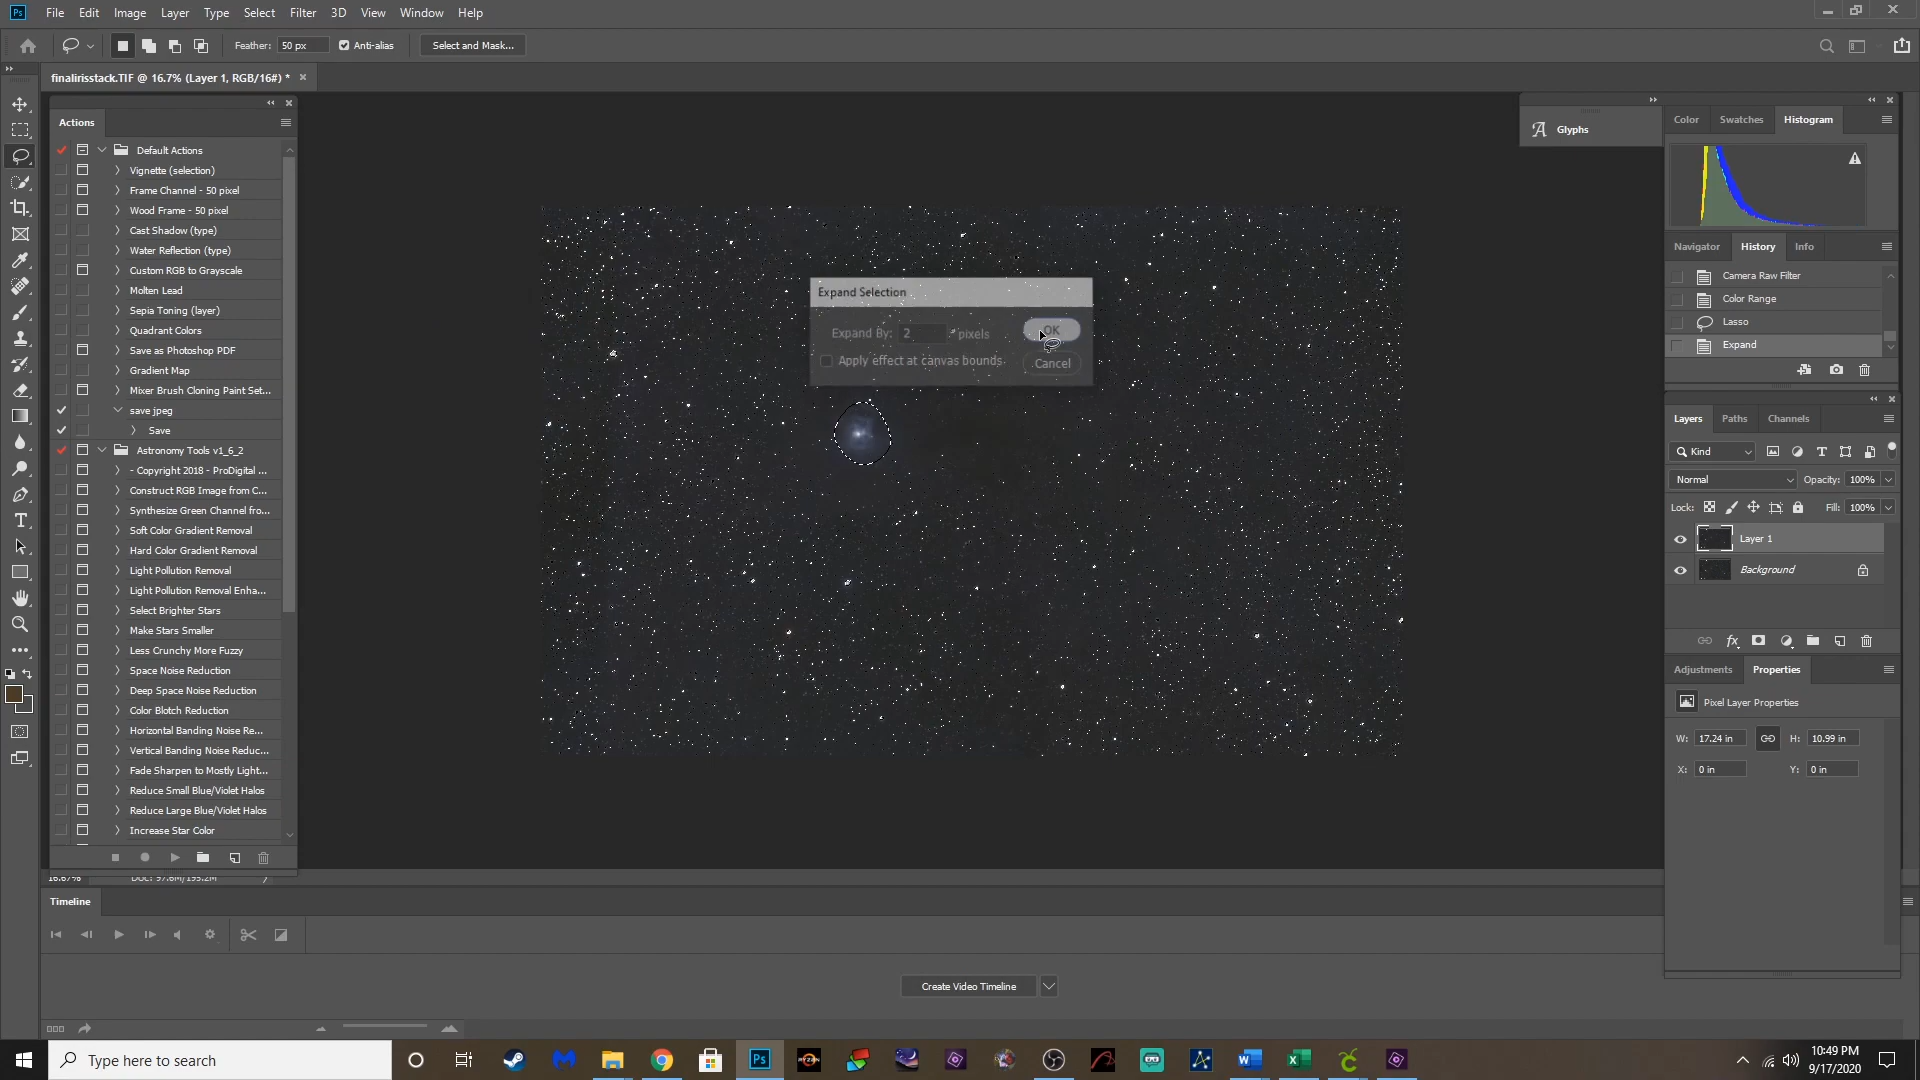 Ps File Edit Image Layer Type Select Filter 3D View Window Help
Feather: 50 px Anti-alias Select and Mask...
finalirisstack.TIF @ 16.7% (Layer 1, RGB/16#) * ×
Actions
Default Actions
Vignette (selection)
Frame Channel - 50 pixel
Wood Frame - 50 pixel
Cast Shadow (type)
Water Reflection (type)
Custom RGB to Grayscale
Molten Lead
Sepia Toning (layer)
Quadrant Colors
Save as Photoshop PDF
Gradient Map
Mixer Brush Cloning Paint Set...
save jpeg
Save
Astronomy Tools v1_6_2
- Copyright 2018 - ProDigital ...
Construct RGB Image from C...
Synthesize Green Channel fro...
Soft Color Gradient Removal
Hard Color Gradient Removal
Light Pollution Removal
Light Pollution Removal Enha...
Select Brighter Stars
Make Stars Smaller
Less Crunchy More Fuzzy
Space Noise Reduction
Deep Space Noise Reduction
Color Blotch Reduction
Horizontal Banding Noise Re...
Vertical Banding Noise Reduc...
Fade Sharpen to Mostly Light...
Reduce Small Blue/Violet Halos
Reduce Large Blue/Violet Halos
Increase Star Color
Expand Selection
Expand By: 2 pixels OK
Apply effect at canvas bounds Cancel
Glyphs
Color Swatches Histogram
Navigator History Info
Camera Raw Filter
Color Range
Lasso
Expand
Layers Paths Channels
Kind
Normal Opacity: 100%
Lock: Fill: 100%
Layer 1
Background
fx
Adjustments Properties
Pixel Layer Properties
W: 17.24 in H: 10.99 in
X: 0 in Y: 0 in
16.67% Doc: 97.6M/195.2M
Timeline
Create Video Timeline
Type here to search
10:49 PM
9/17/2020